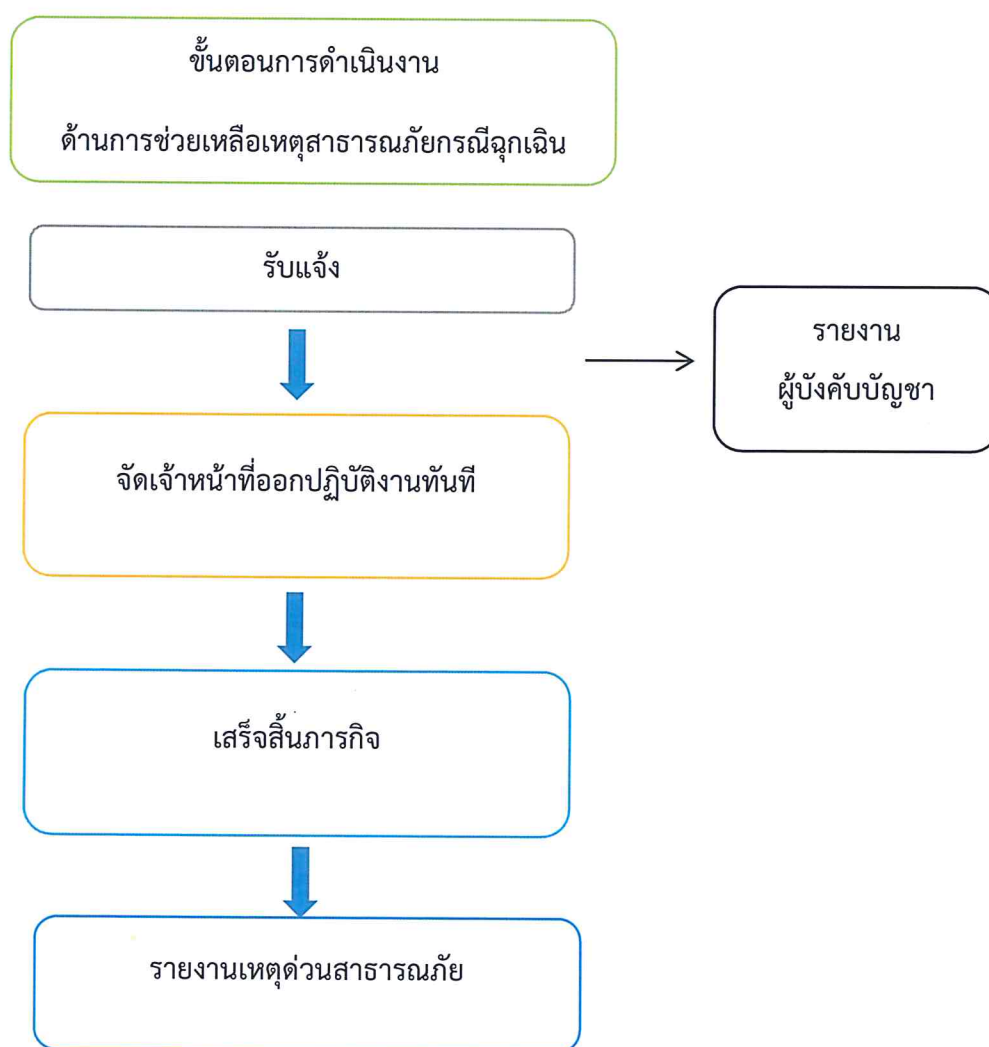 ขั้นตอนการดำเนินงาน
ด้านการช่วยเหลือเหตุสาธารณภัยกรณีฉุกเฉิน
รับแจ้ง
รายงาน
ผู้บังคับบัญชา
จัดเจ้าหน้าที่ออกปฏิบัติงานทันที
เสร็จสิ้นภารกิจ
รายงานเหตุด่วนสาธารณภัย